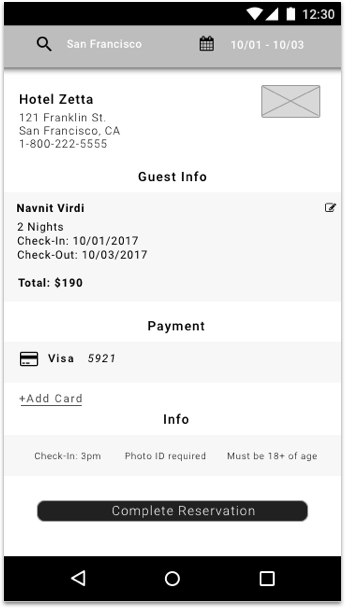 12:30
San Francisco 10/01 - 10/03
Hotel Zetta
121 Franklin St.
San Francisco, CA
1-800-222-5555
Guest Info
Navnit Virdi
2 Nights
Check-In: 10/01/2017
Check-Out: 10/03/2017
Total: $190
Payment
Visa 5921
+Add Card
Info
Check-In: 3pm Photo ID required Must be 18+ of age
Complete Reservation